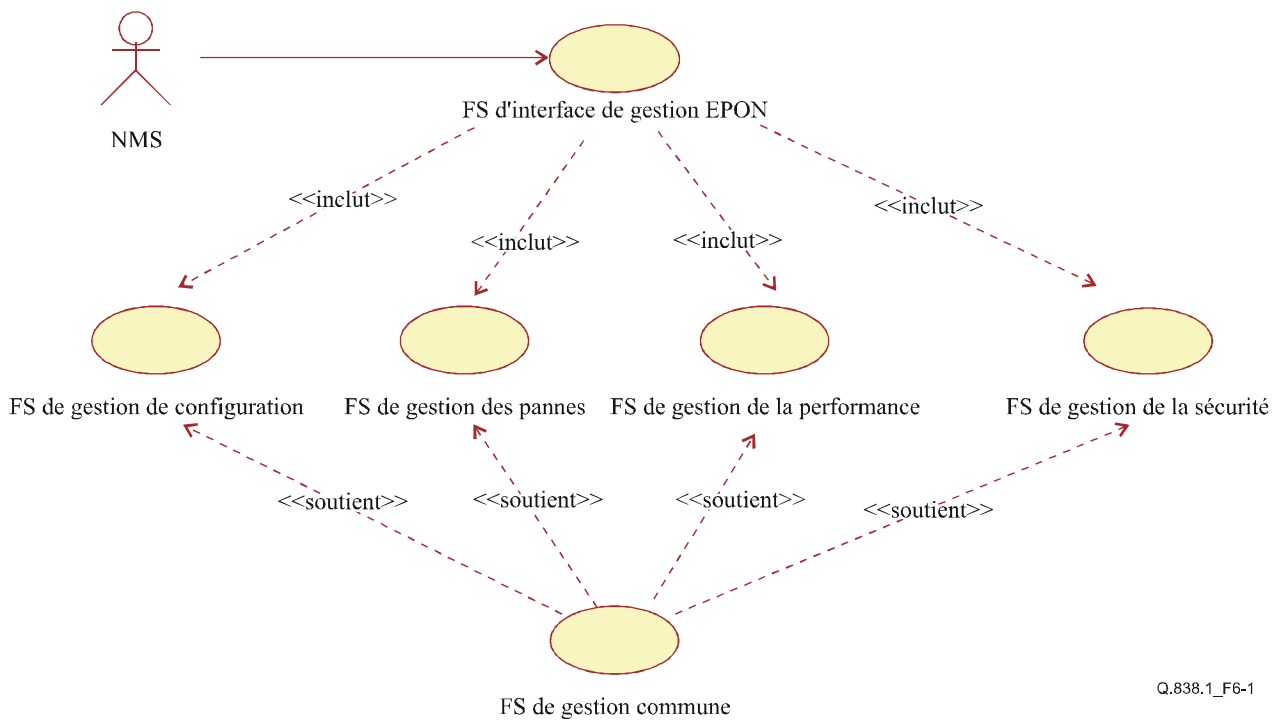 NMS
FS d'interface de gestion EPON
<<inclut>>
<<inclut>>
<<inclut>>
<<inclut>>
FS de gestion de configuration
FS de gestion des pannes
FS de gestion de la performance
FS de gestion de la sécurité
<<soutient>>
<<soutient>>
<<soutient>>
<<soutient>>
FS de gestion commune
Q.838.1_F6-1